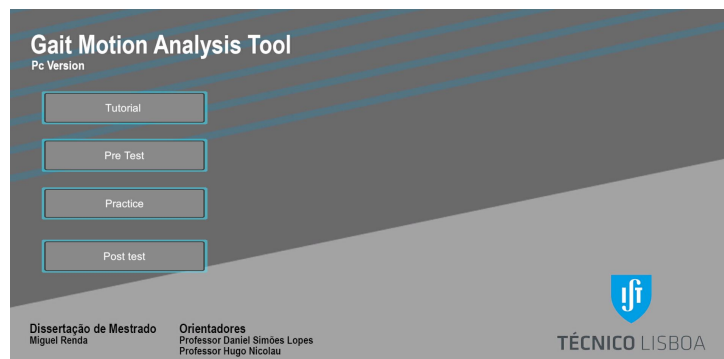 Gait Motion Analysis Tool
Pc Version
Tutorial
Pre Test
Practice
Post test
Dissertação de Mestrado
Miguel Renda
Orientadores
Professor Daniel Simões Lopes
Professor Hugo Nicolau
TÉCNICO LISBOA